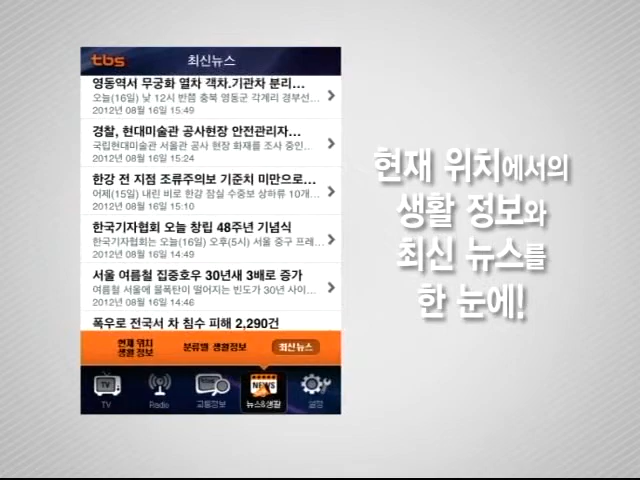 tbs
최신뉴스
영동역서 무궁화 열차 객차.기관차 분리...
오늘(16일) 낮 12시 반쯤 충북 영동군 각계리 경부선...
2012년 08월 16일 15:49
경찰, 현대미술관 공사현장 안전관리자...
국립현대미술관 서울관 공사 현장 화재를 조사 중인...
2012년 08월 16일 15:24
한강 전 지점 조류주의보 기준치 미만으로...
어제(15일) 내린 비로 한강 잠실 수중보 상하류 10개...
2012년 08월 16일 15:10
한국기자협회 오늘 창립 48주년 기념식
한국기자협회는 오늘(16일) 오후(5시) 서울 중구 프레...
2012년 08월 16일 14:49
서울 여름철 집중호우 30년새 3배로 증가
여름철 서울에 물폭탄이 떨어지는 빈도가 30년 사이...
2012년 08월 16일 14:46
폭우로 전국서 차 침수 피해 2,290건
현재 위치
생활 정보
분류별 생활정보
최신뉴스
TV
NEWS
TV
Radio
교통정보
뉴스&생활
설정
현재 위치에서의
생활 정보와
최신 뉴스를
한 눈에!